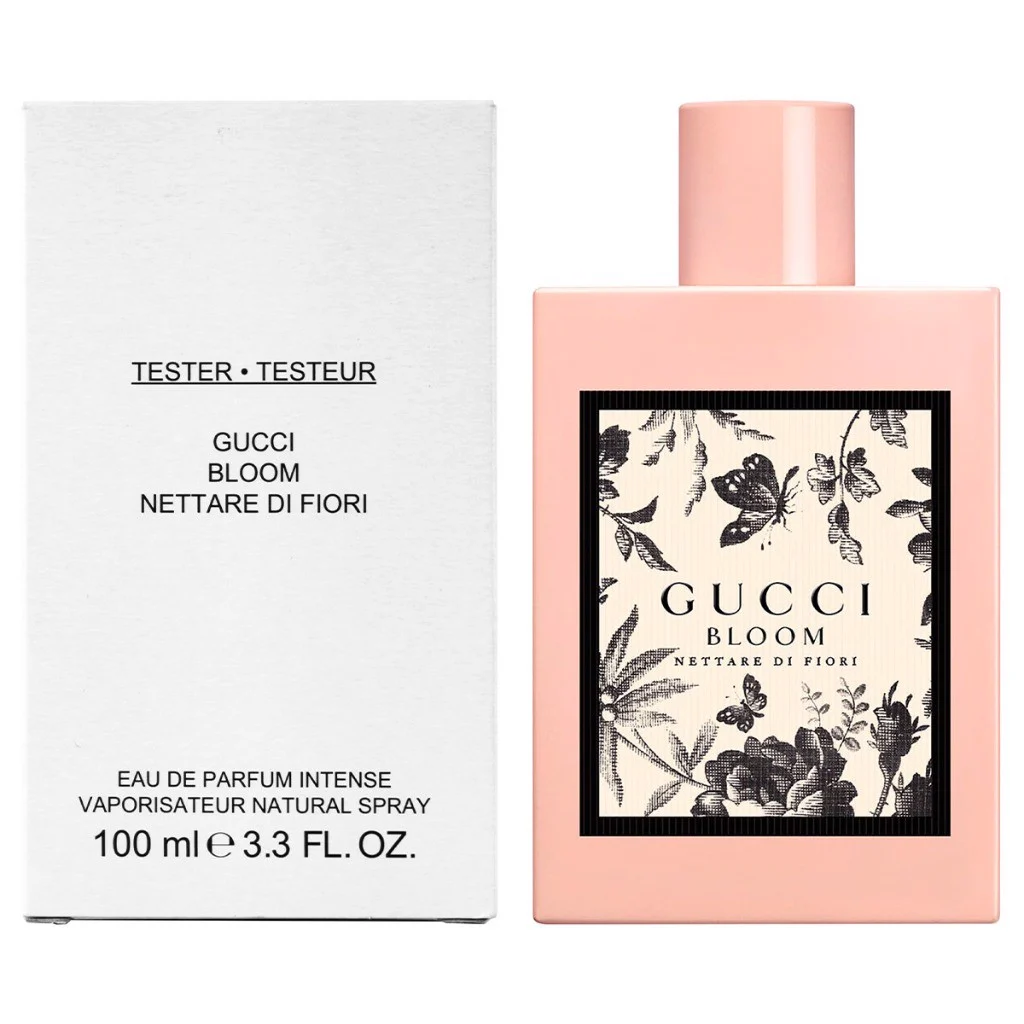 TESTER • TESTEUR
GUCCI
BLOOM
NETTARE DI FIORI
EAU DE PARFUM INTENSE
VAPORISATEUR NATURAL SPRAY
100 ml ℮ 3.3 FL. OZ.
GUCCI
BLOOM
NETTARE DI FIORI